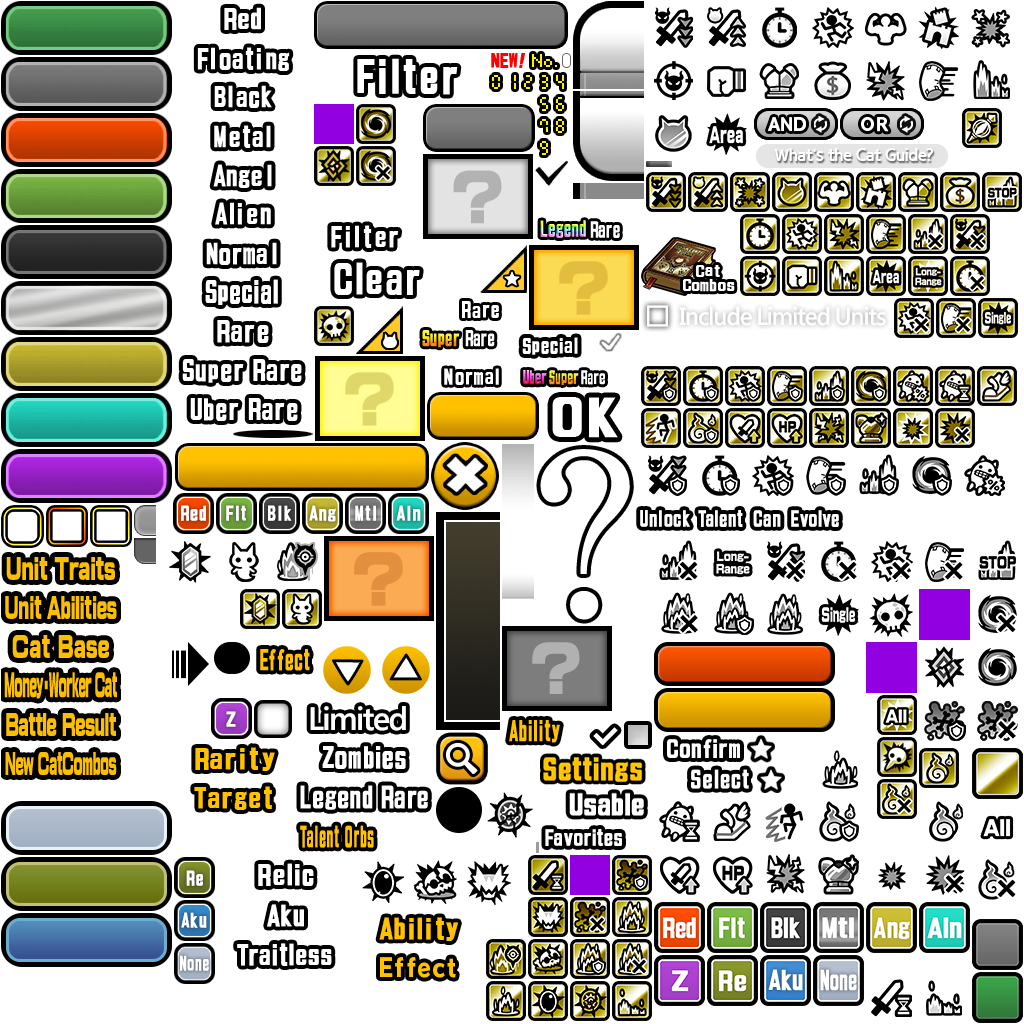 Red
Floating
Black
Metal
Angel
Alien
Normal
Special
Rare
Super Rare
Uber Rare
Red
Flt
Blk
Ang
Mtl
Aln
Unit Traits
Unit Abilities
Cat Base
Money•Worker Cat
Battle Result
New CatCombos
Filter
NEW!
No.
0 1 2 3 4
5 6
7 8
9
?
Legend Rare
Filter
Clear
?
Rare
Super Rare
Special
?
Normal
Uber Super Rare
OK
?
?
?
Effect
Z
Limited
Rarity
Zombies
Target
Legend Rare
Talent Orbs
Ability
Settings
Usable
Favorites
Re
Aku
None
Relic
Aku
Traitless
Ability
Effect
$
Area
AND
OR
What's the Cat Guide?
$
STOP
Cat
Combos
Area
Long-
Range
Include Limited Units
Single
%
HP
%
Unlock Talent Can Evolve
Long-
Range
STOP
Single
All
Confirm
Select
All
HP
Red
Flt
Blk
Mtl
Ang
Aln
Z
Re
Aku
None